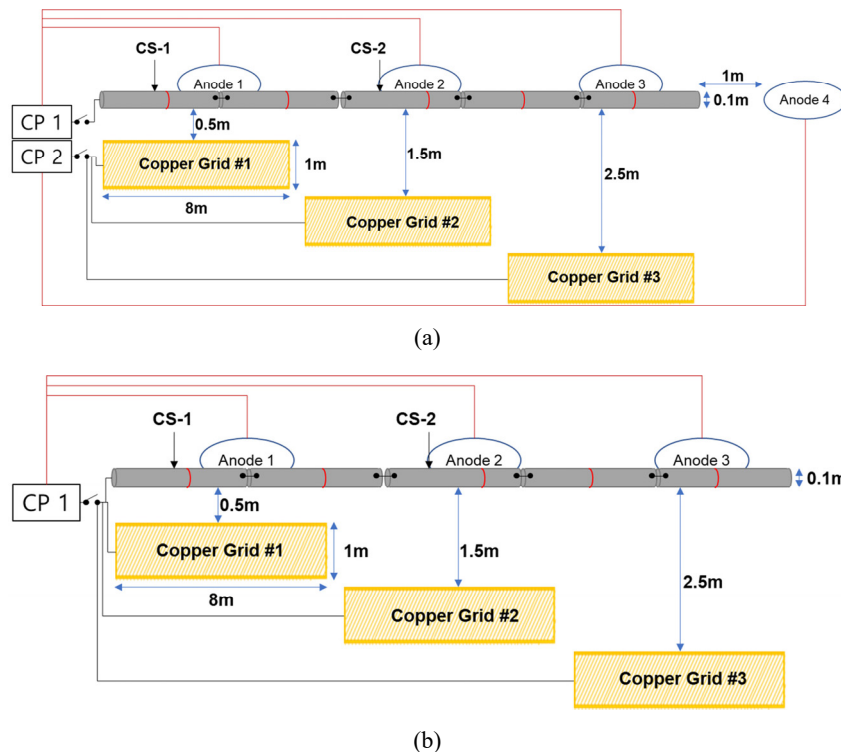 CS-1
CS-2
Anode 1
Anode 2
Anode 3
1m
0.1m
Anode 4
CP 1
CP 2
0.5m
Copper Grid #1
1m
8m
1.5m
Copper Grid #2
2.5m
Copper Grid #3
(a)
CS-1
CS-2
Anode 1
Anode 2
Anode 3
0.1m
CP 1
0.5m
Copper Grid #1
1m
8m
1.5m
Copper Grid #2
2.5m
Copper Grid #3
(b)